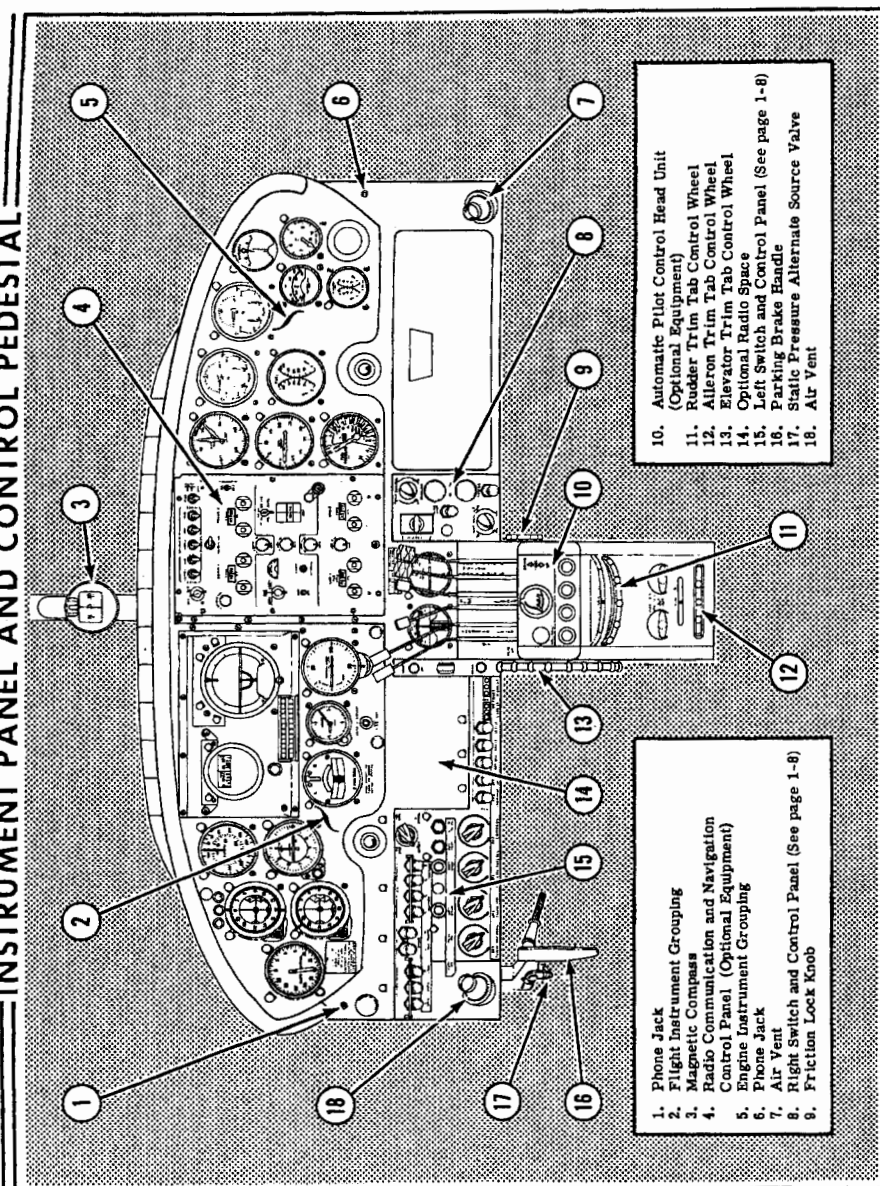 INSTRUMENT PANEL AND CONTROL PEDESTAL
1
2
3
4
5
6
7
8
9
10
11
12
13
14
15
16
17
18
1. Phone Jack
2. Flight Instrument Grouping
3. Magnetic Compass
4. Radio Communication and Navigation
Control Panel (Optional Equipment)
5. Engine Instrument Grouping
6. Phone Jack
7. Air Vent
8. Right Switch and Control Panel (See page 1-8)
9. Friction Lock Knob
10. Automatic Pilot Control Head Unit
(Optional Equipment)
11. Rudder Trim Tab Control Wheel
12. Aileron Trim Tab Control Wheel
13. Elevator Trim Tab Control Wheel
14. Optional Radio Space
15. Left Switch and Control Panel (See page 1-8)
16. Parking Brake Handle
17. Static Pressure Alternate Source Valve
18. Air Vent